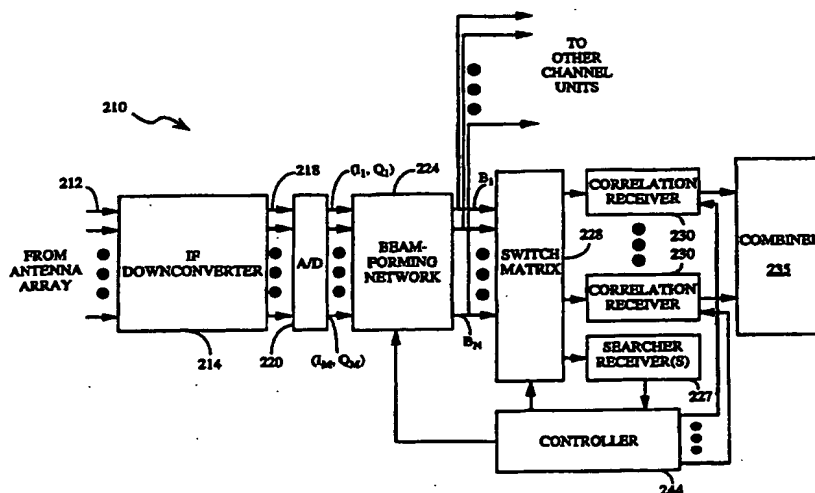 TO
OTHER
CHANNEL
UNITS
210
212
218
(I1, Q1)
224
B1
FROM
ANTENNA
ARRAY
IF
DOWNCONVERTER
A/D
BEAM-
FORMING
NETWORK
SWITCH
MATRIX
228
CORRELATION
RECEIVER
230
230
CORRELATION
RECEIVER
COMBINER
235
214
220
(IM, QM)
BN
SEARCHER
RECEIVER(S)
227
CONTROLLER
244